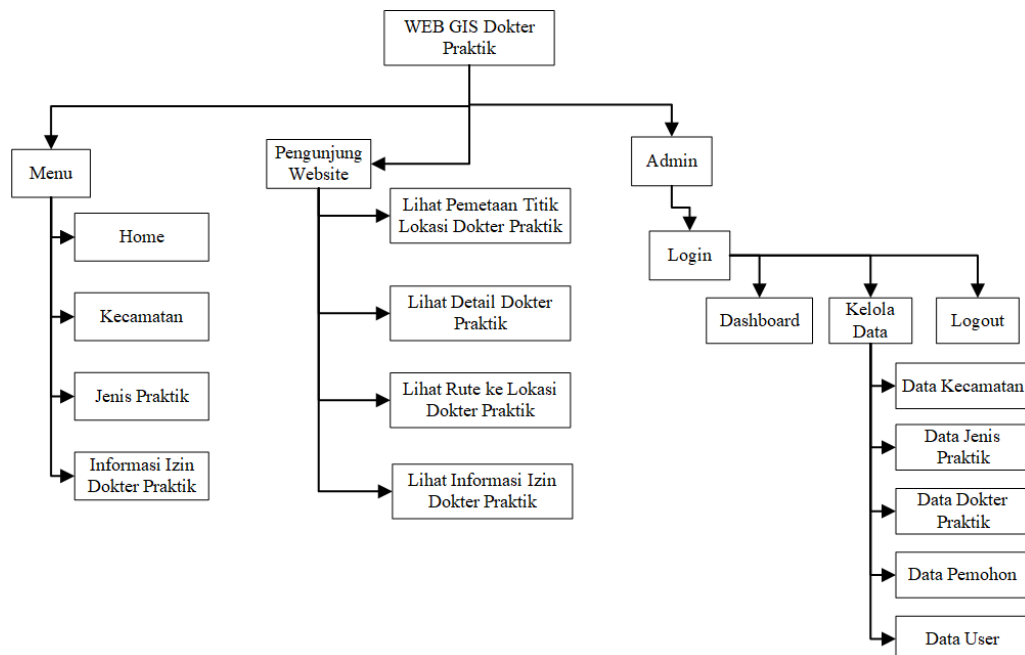 WEB GIS Dokter
Praktik
Menu
Home
Kecamatan
Jenis Praktik
Informasi Izin
Dokter Praktik
Pengunjung
Website
Lihat Pemetaan Titik
Lokasi Dokter Praktik
Lihat Detail Dokter
Praktik
Lihat Rute ke Lokasi
Dokter Praktik
Lihat Informasi Izin
Dokter Praktik
Admin
Login
Dashboard
Kelola
Data
Logout
Data Kecamatan
Data Jenis
Praktik
Data Dokter
Praktik
Data Pemohon
Data User